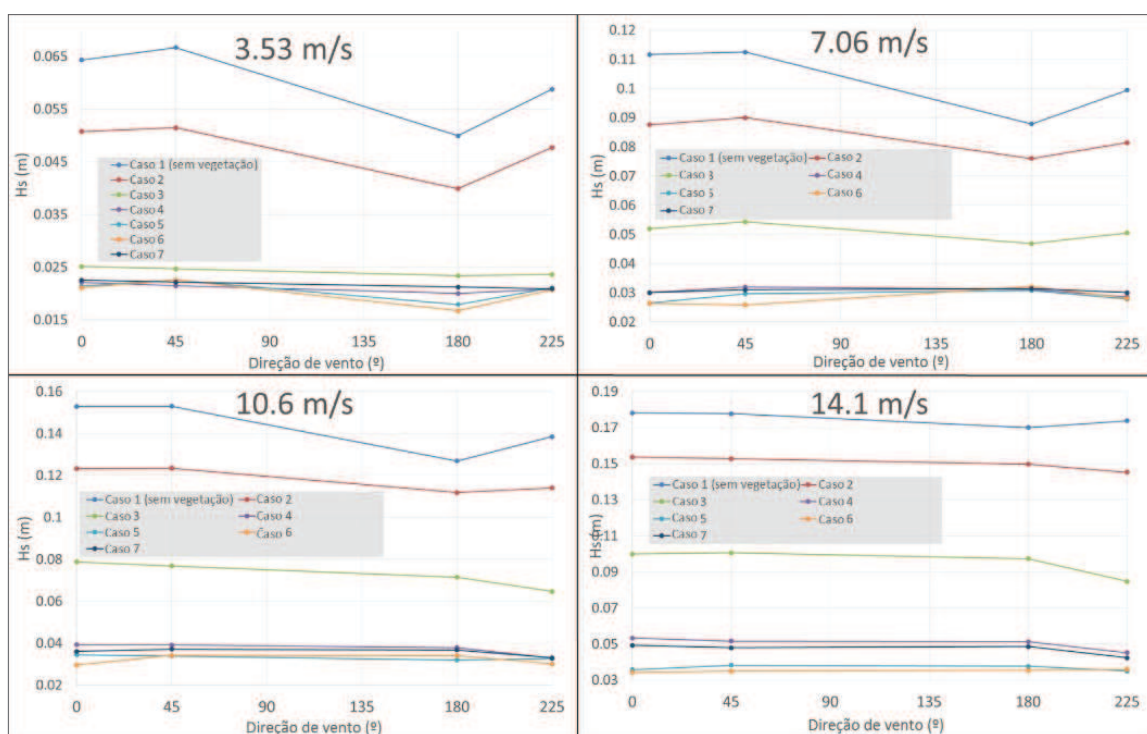 3.53 m/s
0.065
0.055
0.045
0.035
0.025
0.015
Hs (m)
Caso 1 (sem vegetação)
Caso 2
Caso 3
Caso 4
Caso 5
Caso 6
Caso 7
0 45 90 135 180 225
Direção de vento (º)
7.06 m/s
0.12
0.11
0.1
0.09
0.08
0.07
0.06
0.05
0.04
0.03
0.02
Hs (m)
Caso 1 (sem vegetação) Caso 2
Caso 3 Caso 4
Caso 5 Caso 6
Caso 7
0 45 90 135 180 225
Direção de vento (º)
10.6 m/s
0.16
0.14
0.12
0.1
0.08
0.06
0.04
0.02
Hs (m)
Caso 1 (sem vegetação) Caso 2
Caso 3 Caso 4
Caso 5 Caso 6
Caso 7
0 45 90 135 180 225
Direção de vento (º)
14.1 m/s
0.19
0.17
0.15
0.13
0.11
0.09
0.07
0.05
0.03
Hs (m)
Caso 1 (sem vegetação) Caso 2
Caso 3 Caso 4
Caso 5 Caso 6
Caso 7
0 45 90 135 180 225
Direção de vento (º)